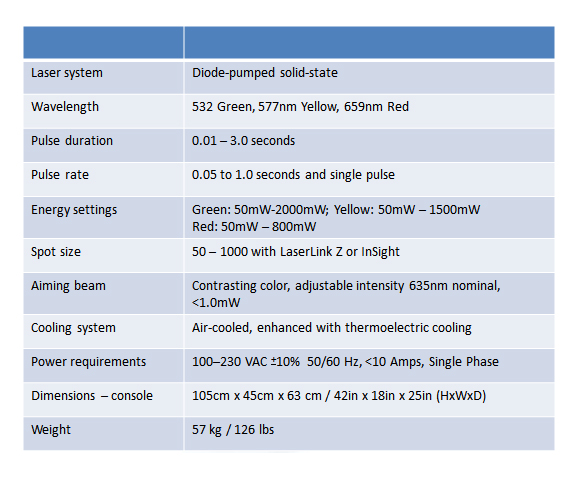 Laser system Diode-pumped solid-state
Wavelength 532 Green, 577nm Yellow, 659nm Red
Pulse duration 0.01 – 3.0 seconds
Pulse rate 0.05 to 1.0 seconds and single pulse
Energy settings Green: 50mW-2000mW; Yellow: 50mW – 1500mW
Red: 50mW – 800mW
Spot size 50 – 1000 with LaserLink Z or InSight
Aiming beam Contrasting color, adjustable intensity 635nm nominal,
<1.0mW
Cooling system Air-cooled, enhanced with thermoelectric cooling
Power requirements 100–230 VAC ±10% 50/60 Hz, <10 Amps, Single Phase
Dimensions – console 105cm x 45cm x 63 cm / 42in x 18in x 25in (HxWxD)
Weight 57 kg / 126 lbs